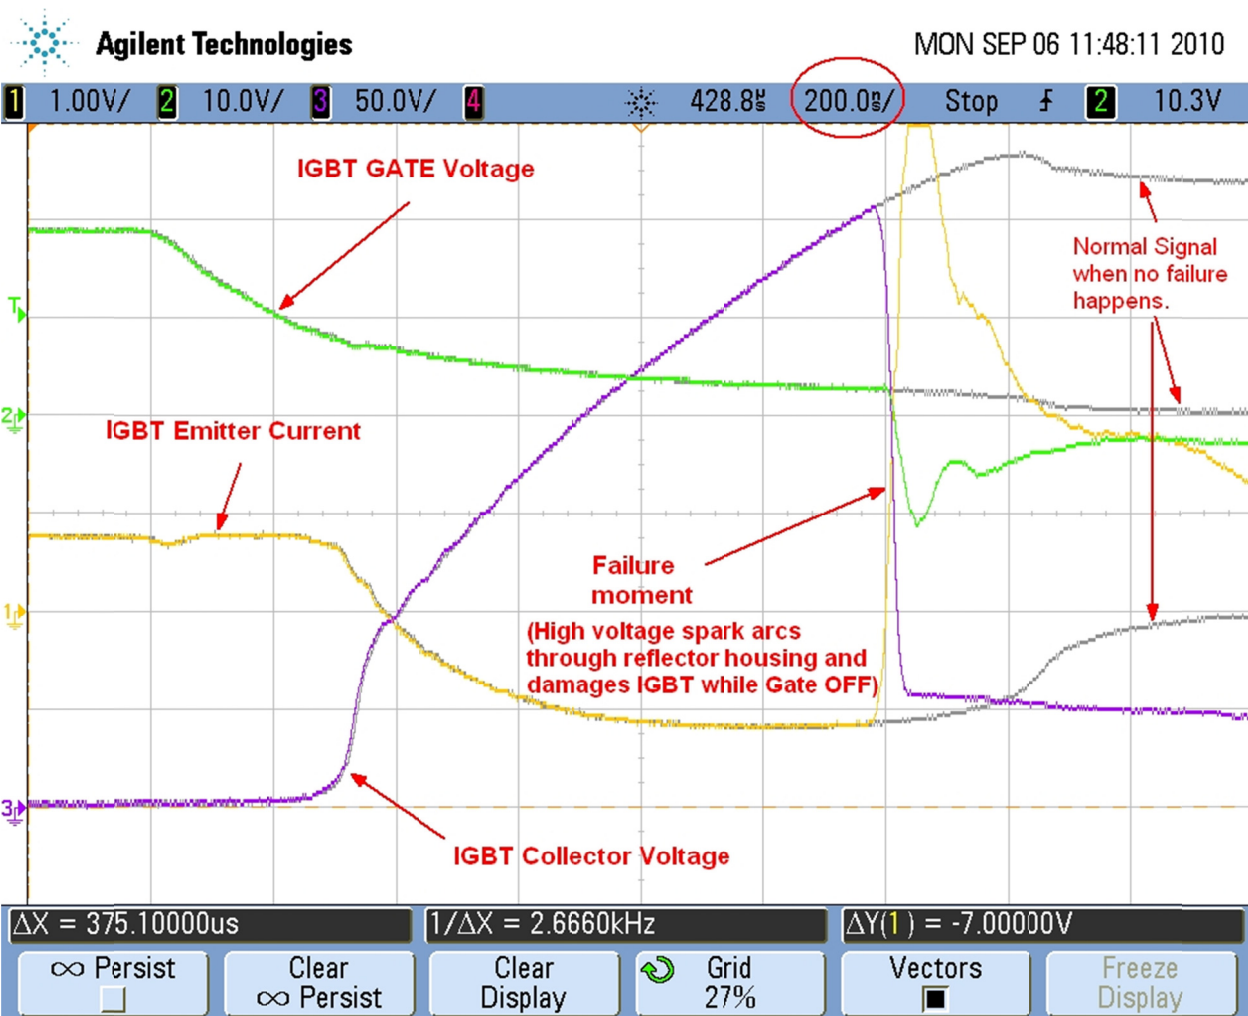 Agilent Technologies
MON SEP 06 11:48:11 2010
1 1.00V/ 2 10.0V/ 3 50.0V/ 4 428.8µs 200.0ns/ Stop 2 10.3V
IGBT GATE Voltage
Normal Signal
when no failure
happens.
T
2
IGBT Emitter Current
Failure
moment
1
(High voltage spark arcs
through reflector housing and
damages IGBT while Gate OFF)
3
IGBT Collector Voltage
ΔX = 375.10000us
1/ΔX = 2.6660kHz
ΔY(1) = -7.00000V
∞ Persist
Clear
∞ Persist
Clear
Display
Grid
27%
Vectors
Freeze
Display